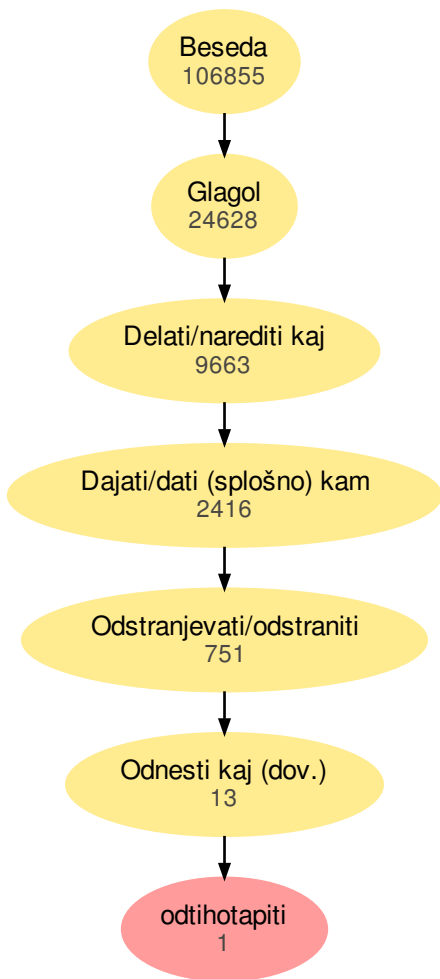 Beseda
106855
Glagol
24628
Delati/narediti kaj
9663
Dajati/dati (splošno) kam
2416
Odstranjevati/odstraniti
751
Odnesti kaj (dov.)
13
odtihotapiti
1